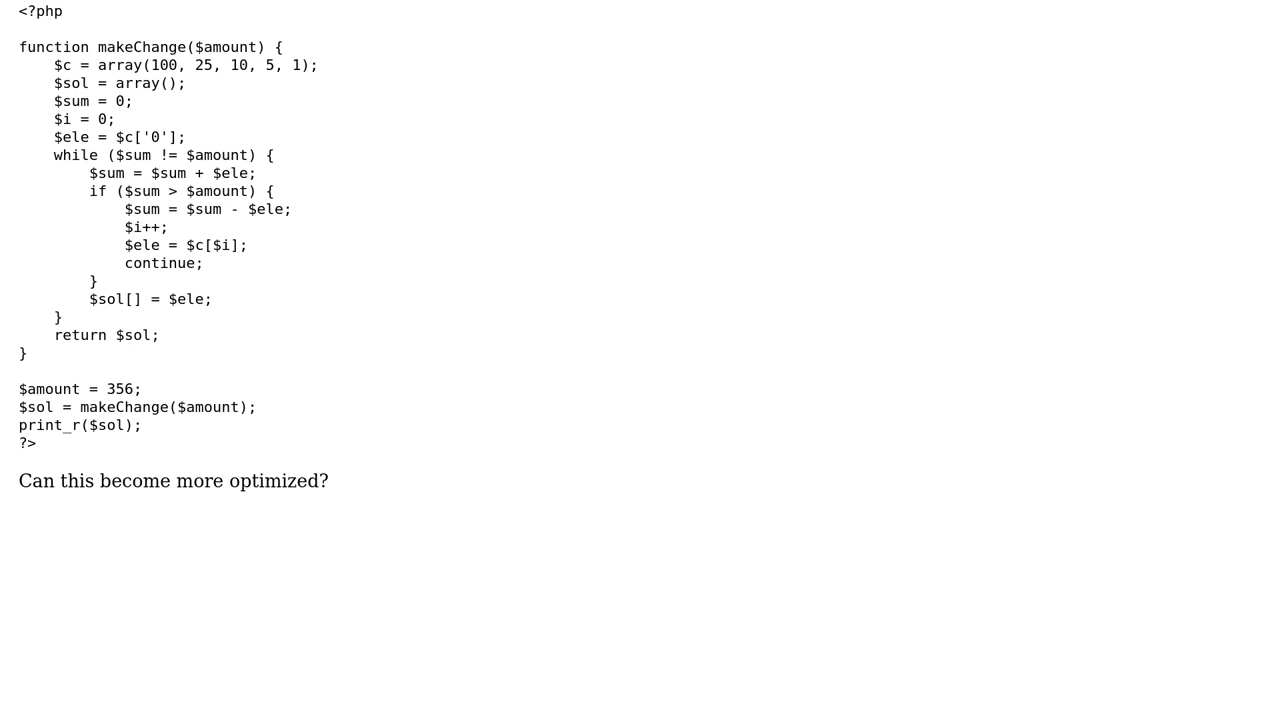 <?php

function makeChange($amount) {
    $c = array(100, 25, 10, 5, 1);
    $sol = array();
    $sum = 0;
    $i = 0;
    $ele = $c['0'];
    while ($sum != $amount) {
        $sum = $sum + $ele;
        if ($sum > $amount) {
            $sum = $sum - $ele;
            $i++;
            $ele = $c[$i];
            continue;
        }
        $sol[] = $ele;
    }
    return $sol;
}

$amount = 356;
$sol = makeChange($amount);
print_r($sol);
?>

Can this become more optimized?